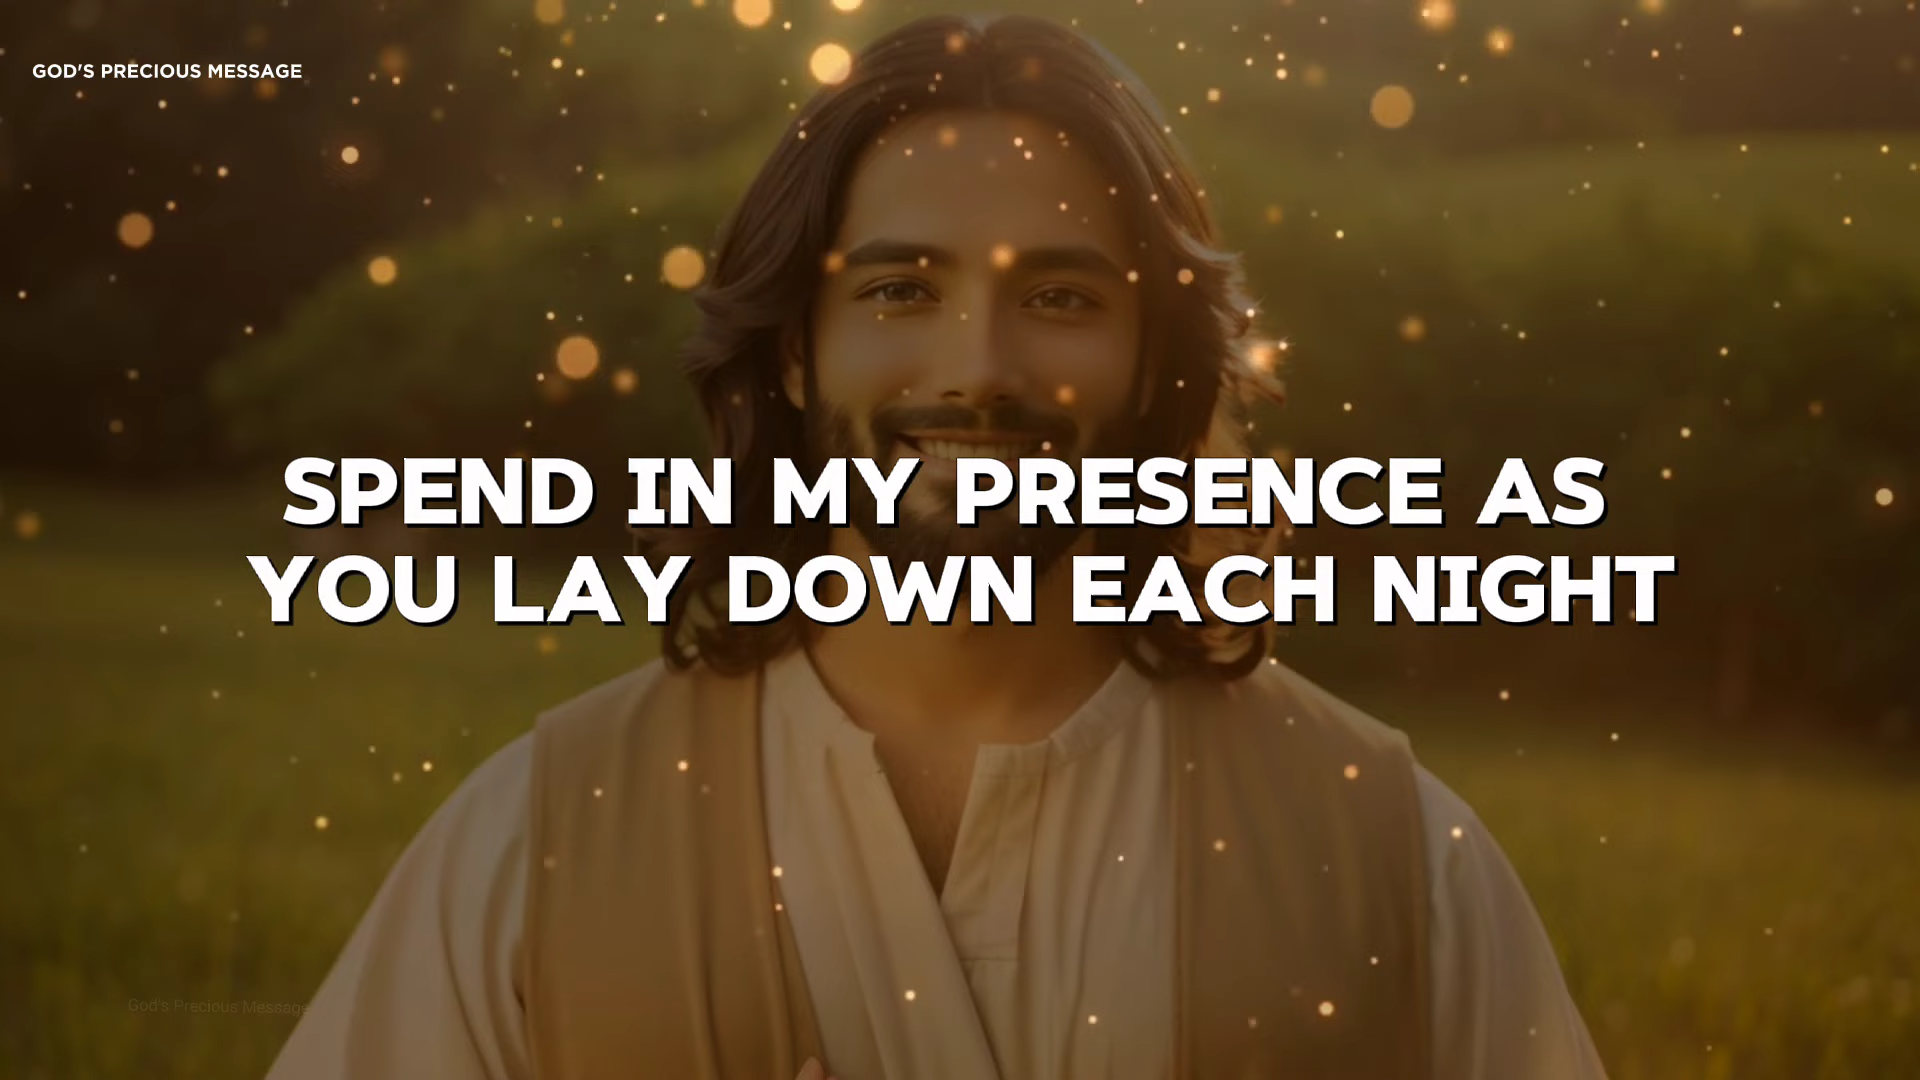 GOD'S PRECIOUS MESSAGE
SPEND IN MY PRESENCE AS
YOU LAY DOWN EACH NIGHT
God's Precious Message